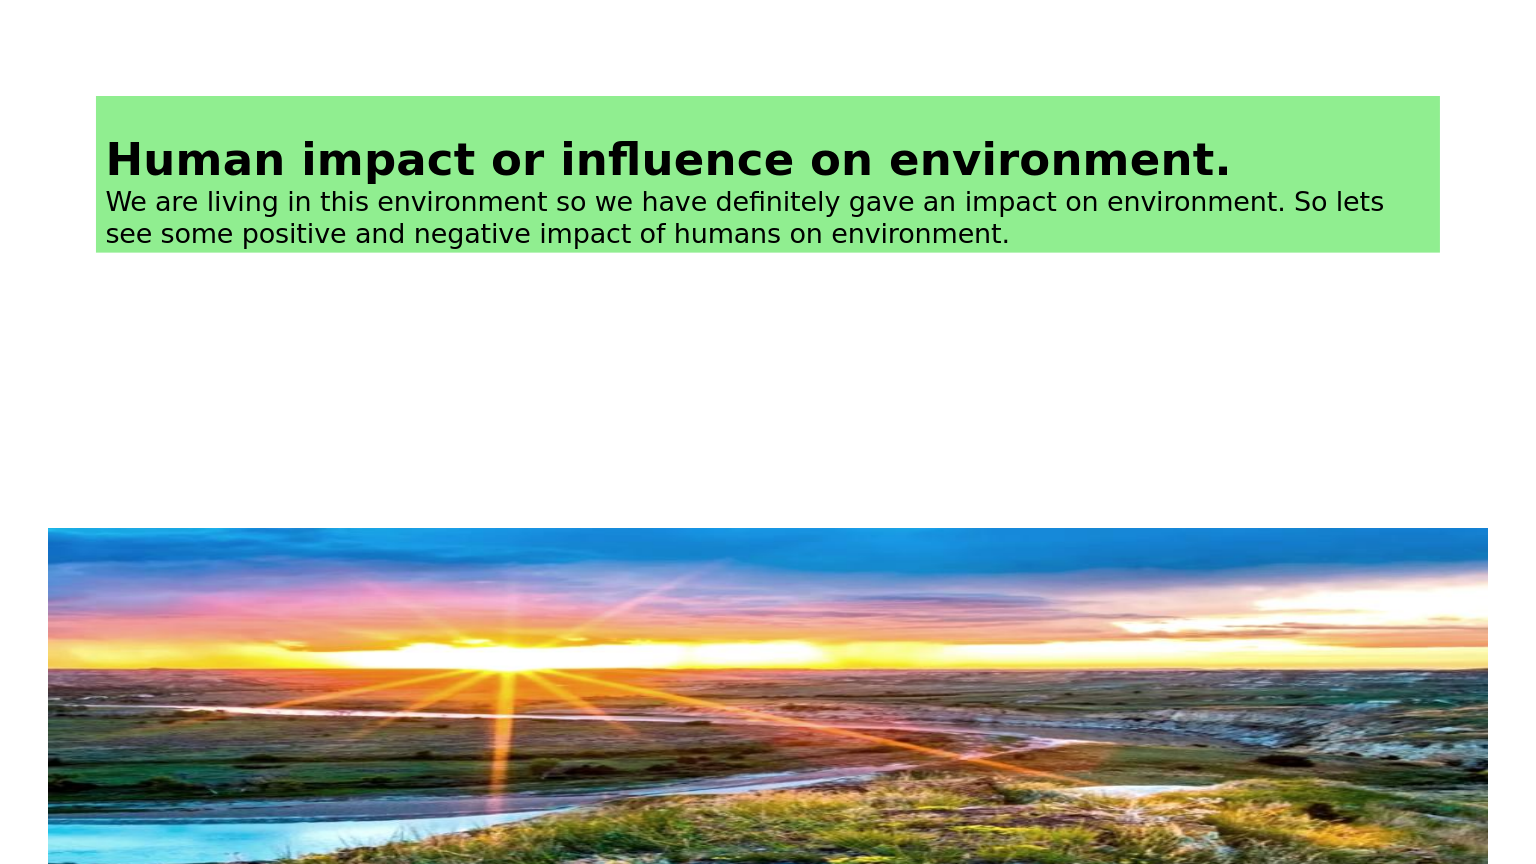 Human impact or influence on environment.
We are living in this environment so we have definitely gave an impact on environment. So lets
see some positive and negative impact of humans on environment.